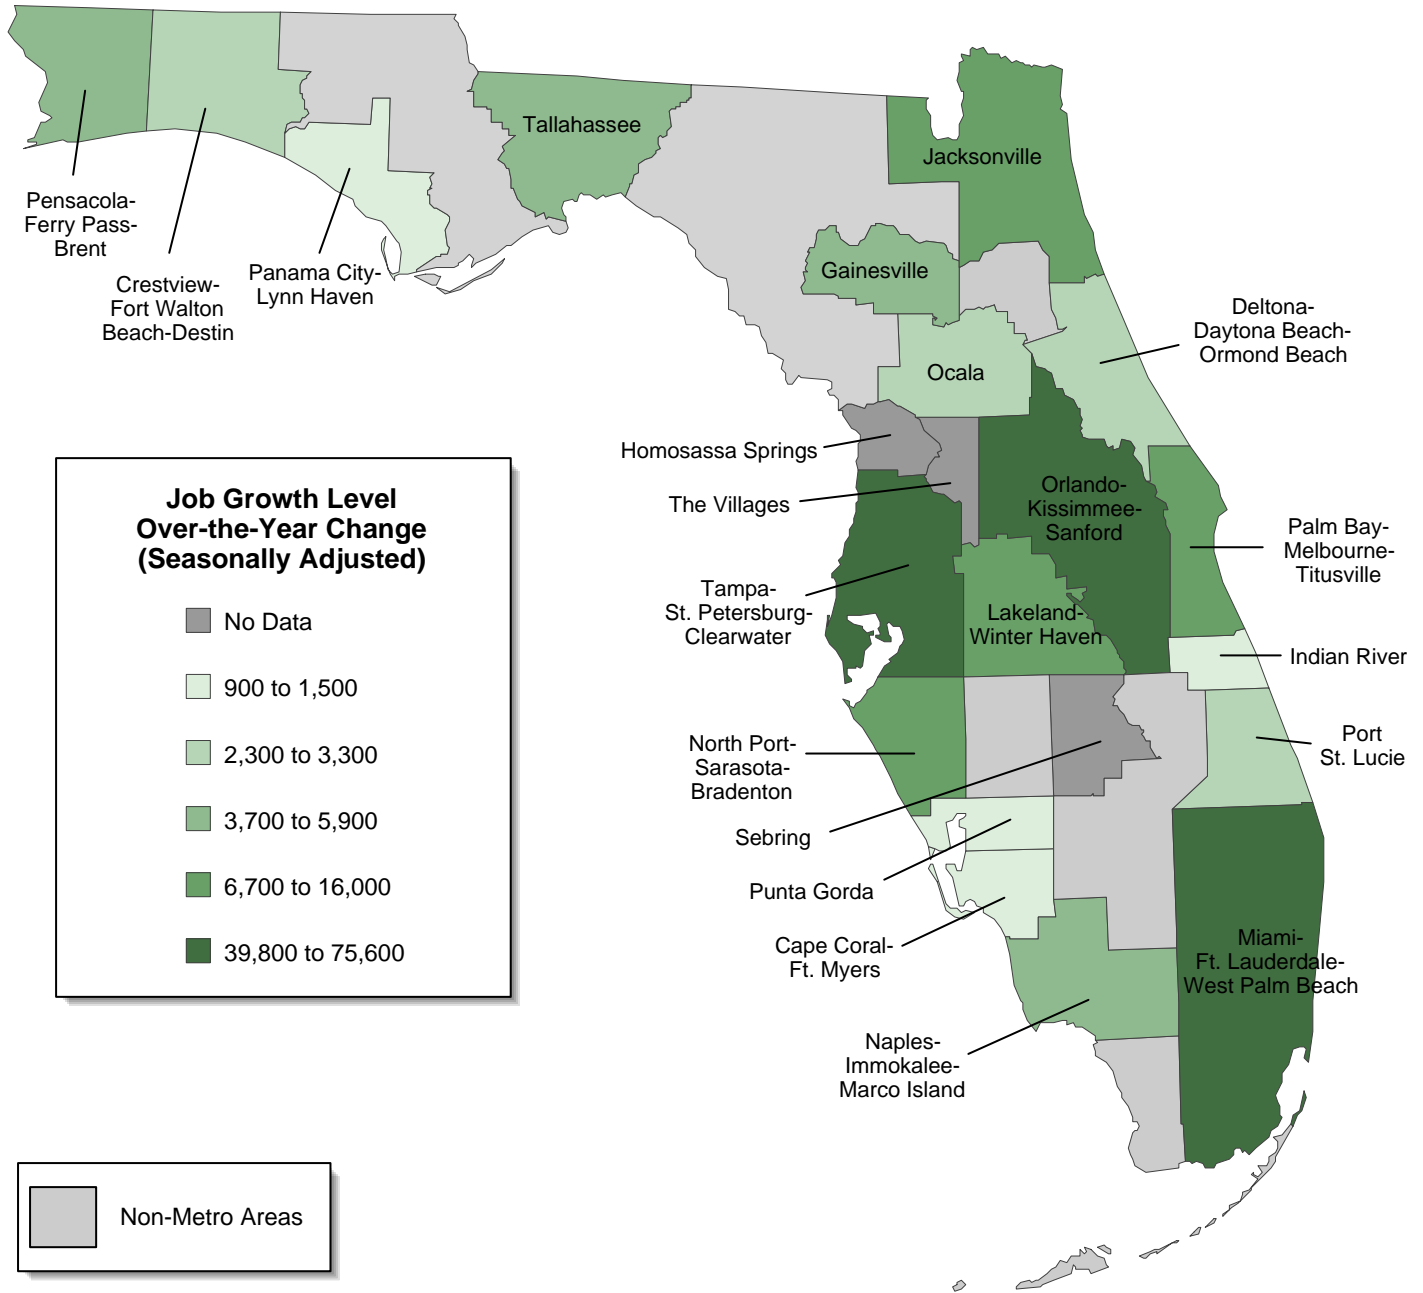 Tallahassee
Jacksonville
Pensacola-
Ferry Pass-
Brent
Crestview-
Fort Walton
Beach-Destin
Panama City-
Lynn Haven
Gainesville
Deltona-
Daytona Beach-
Ormond Beach
Ocala
Homosassa Springs
The Villages
Orlando-
Kissimmee-
Sanford
Palm Bay-
Melbourne-
Titusville
Tampa-
St. Petersburg-
Clearwater
Lakeland-
Winter Haven
Indian River
North Port-
Sarasota-
Bradenton
Port
St. Lucie
Sebring
Punta Gorda
Cape Coral-
Ft. Myers
Miami-
Ft. Lauderdale-
West Palm Beach
Naples-
Immokalee-
Marco Island
Job Growth Level
Over-the-Year Change
(Seasonally Adjusted)
No Data
900 to 1,500
2,300 to 3,300
3,700 to 5,900
6,700 to 16,000
39,800 to 75,600
Non-Metro Areas